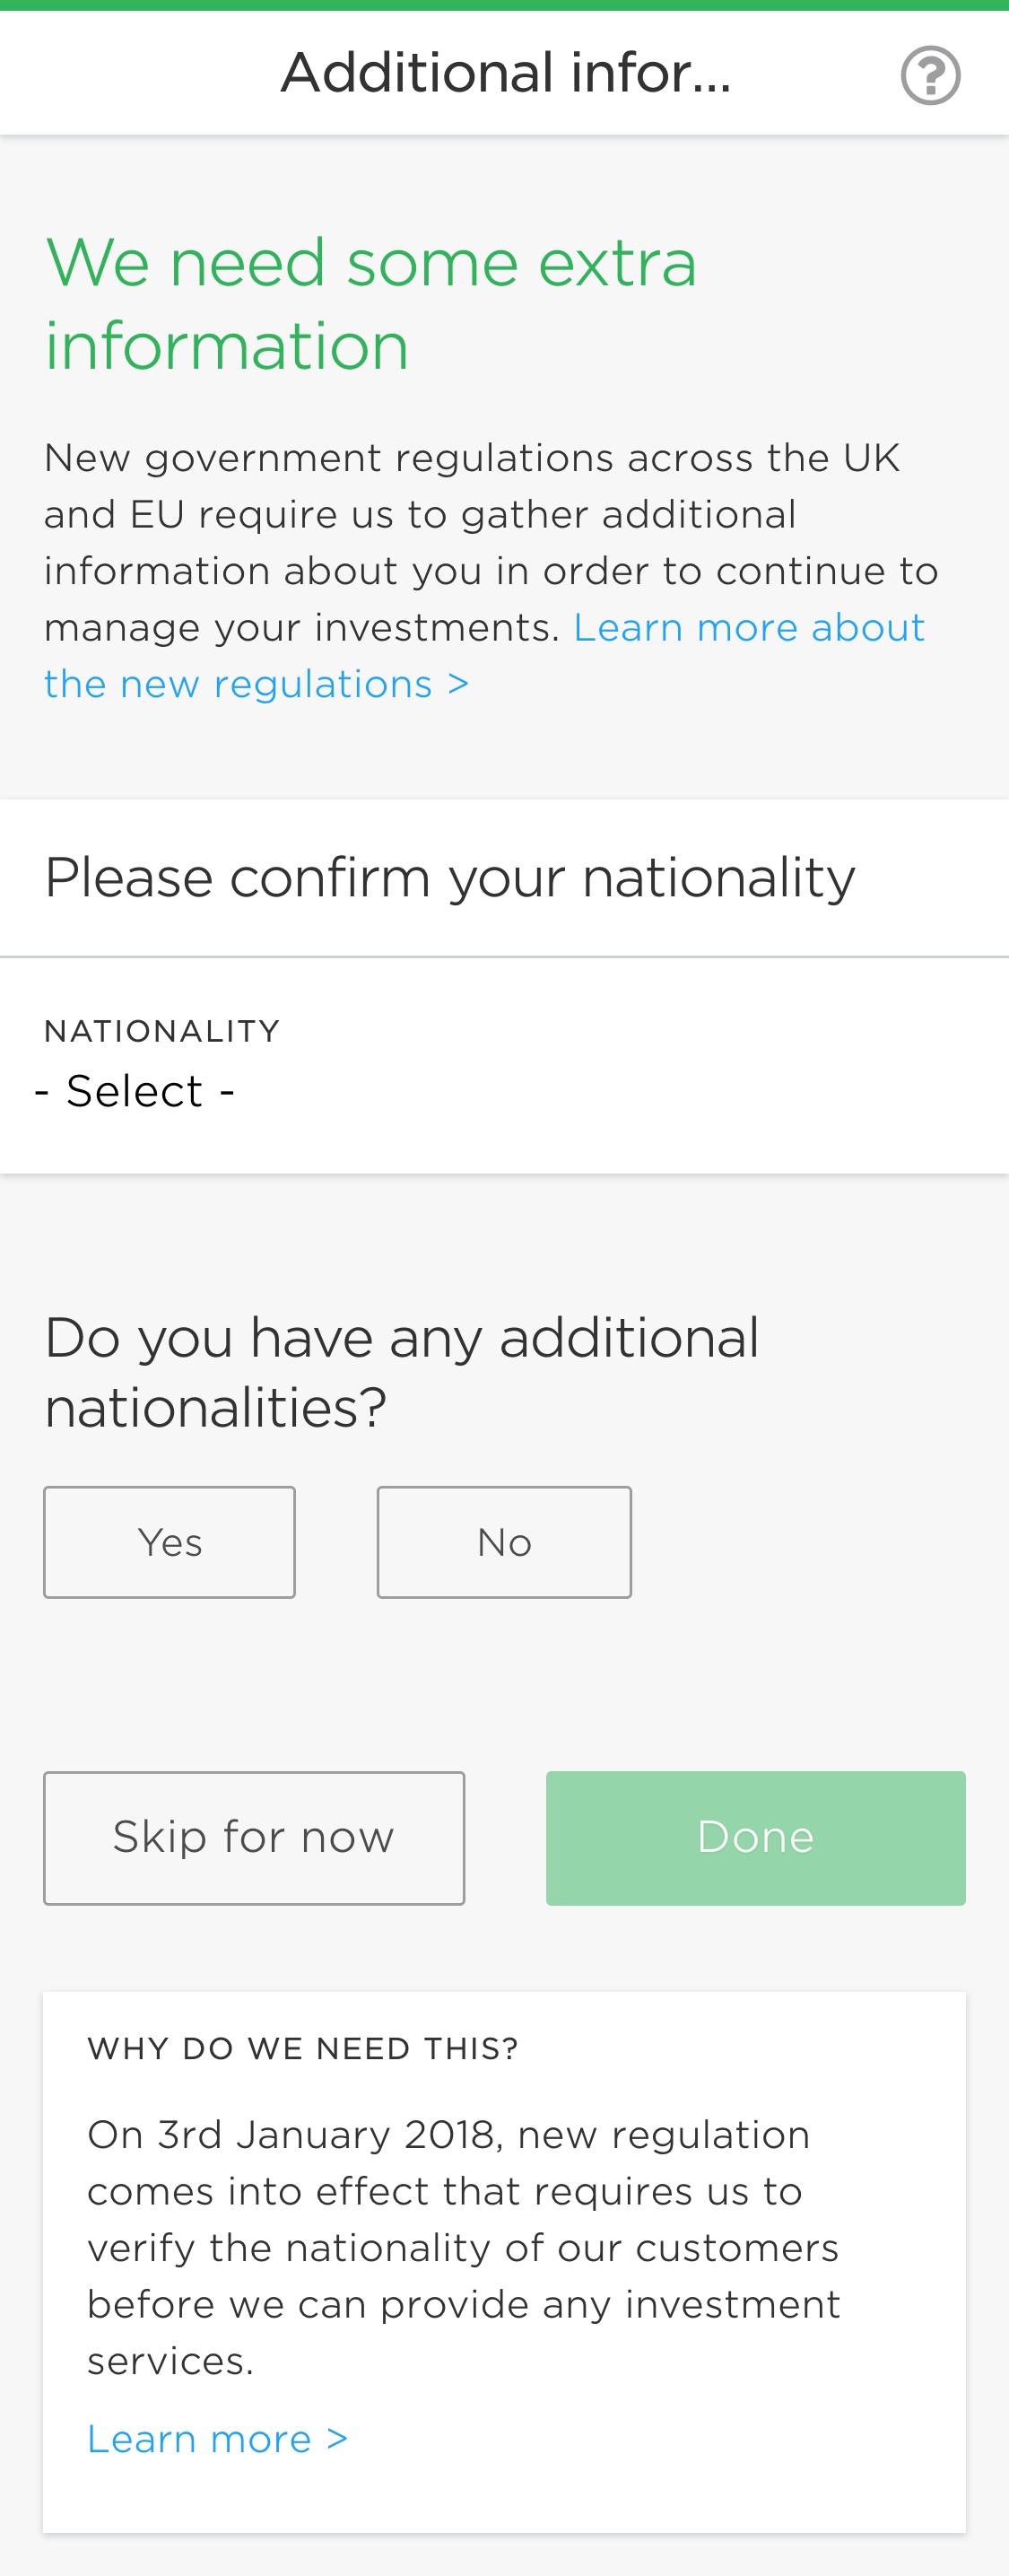 Additional infor...
?
We need some extra
information
New government regulations across the UK
and EU require us to gather additional
information about you in order to continue to
manage your investments. Learn more about
the new regulations >
Please confirm your nationality
NATIONALITY
- Select -
Do you have any additional
nationalities?
Yes No
Skip for now Done
WHY DO WE NEED THIS?
On 3rd January 2018, new regulation
comes into effect that requires us to
verify the nationality of our customers
before we can provide any investment
services.
Learn more >